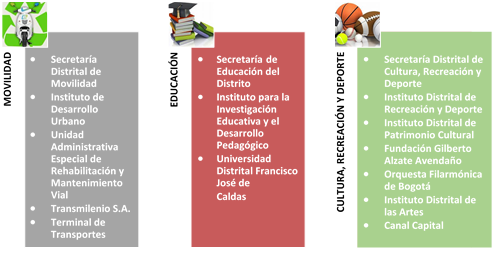 MOVILIDAD
• Secretaría
Distrital de
Movilidad
• Instituto de
Desarrollo
Urbano
• Unidad
Administrativa
Especial de
Rehabilitación y
Mantenimiento
Vial
• Transmilenio S.A.
• Terminal de
Transportes
EDUCACIÓN
• Secretaría de
Educación del
Distrito
• Instituto para la
Investigación
Educativa y el
Desarrollo
Pedagógico
• Universidad
Distrital Francisco
José de
Caldas
CULTURA, RECREACIÓN Y DEPORTE
• Secretaría Distrital de
Cultura, Recreación y
Deporte
• Instituto Distrital de
Recreación y Deporte
• Instituto Distrital de
Patrimonio Cultural
• Fundación Gilberto
Alzate Avendaño
• Orquesta Filarmónica
de Bogotá
• Instituto Distrital de
las Artes
• Canal Capital